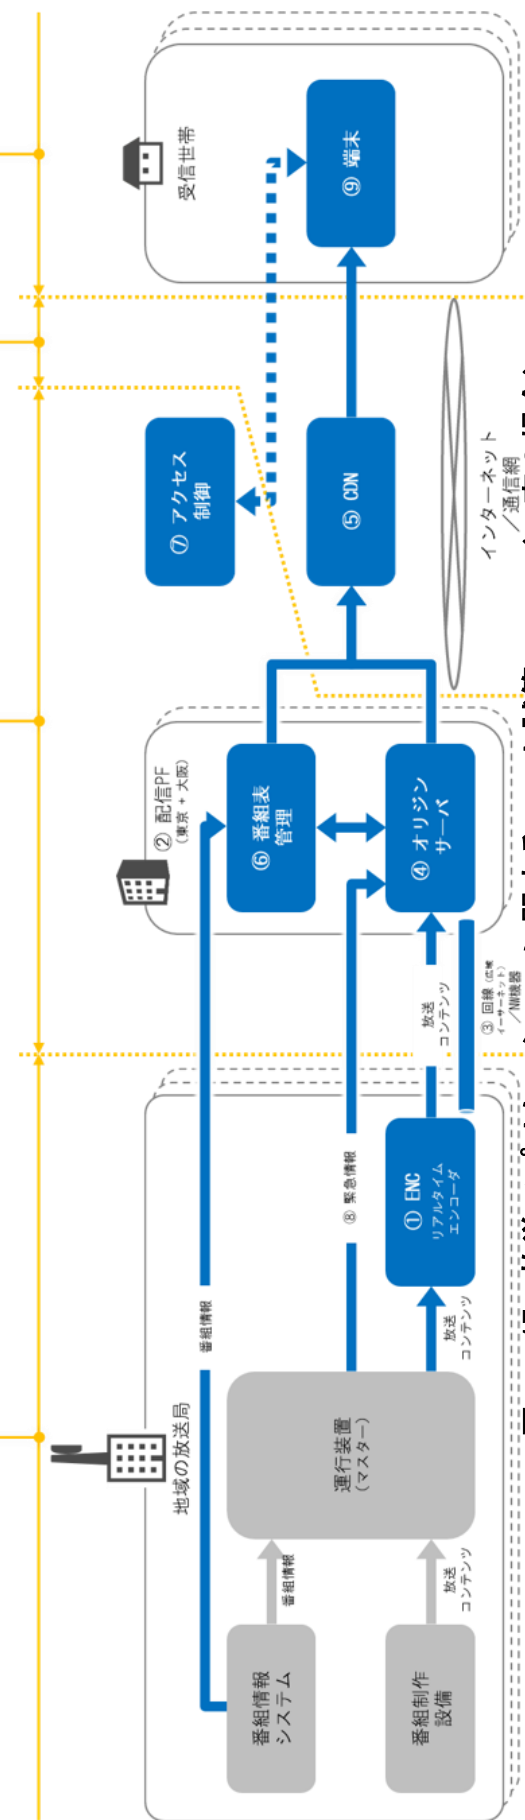 地域の放送局
番組情報
システム
番組情報
番組制作
設備
放送
コンテンツ
運行装置
(マスター)
番組情報
⑧ 緊急情報
放送
コンテンツ
① ENC
リアルタイム
エンコーダ
放送
コンテンツ
③ 回線 (広域
イーサーネット)
／NW機器
② 配信PF
(東京 + 大阪)
⑥ 番組表
管理
④ オリジン
サーバ
⑦ アクセス
制御
⑤ CDN
インターネット
／通信網
受信世帯
⑨ 端末